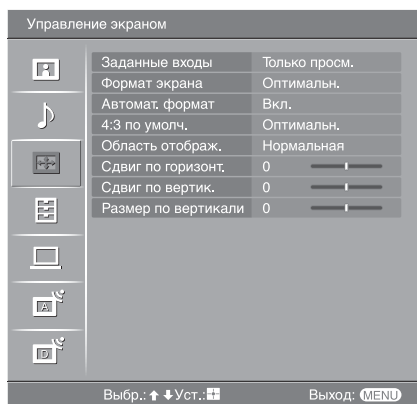 Управление экраном
Заданные входы Только просм.
Формат экрана Оптимальн.
Автомат. формат Вкл.
4:3 по умолч. Оптимальн.
Область отображ. Нормальная
Сдвиг по горизонт. 0
Сдвиг по вертик. 0
Размер по вертикали 0
A
D
Выбр.: Уст.: Выход: MENU